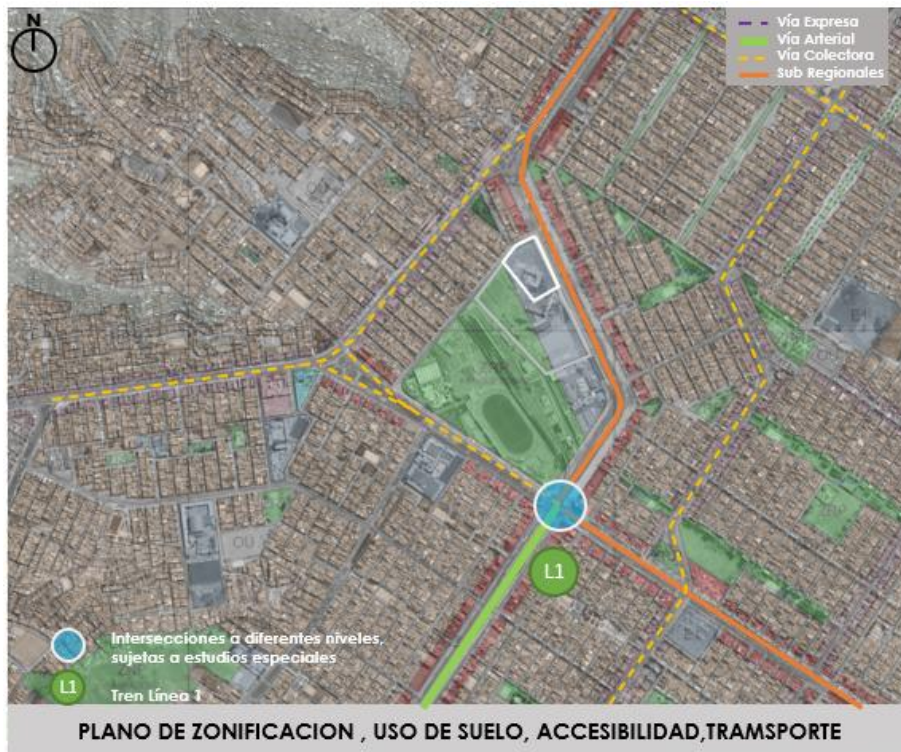 N
Vía Expresa
Vía Arterial
Vía Colectora
Sub Regionales
OU
L1
Intersecciones a diferentes niveles,
sujetas a estudios especiales
L1
Tren Línea 1
PLANO DE ZONIFICACION , USO DE SUELO, ACCESIBILIDAD,TRAMSPORTE